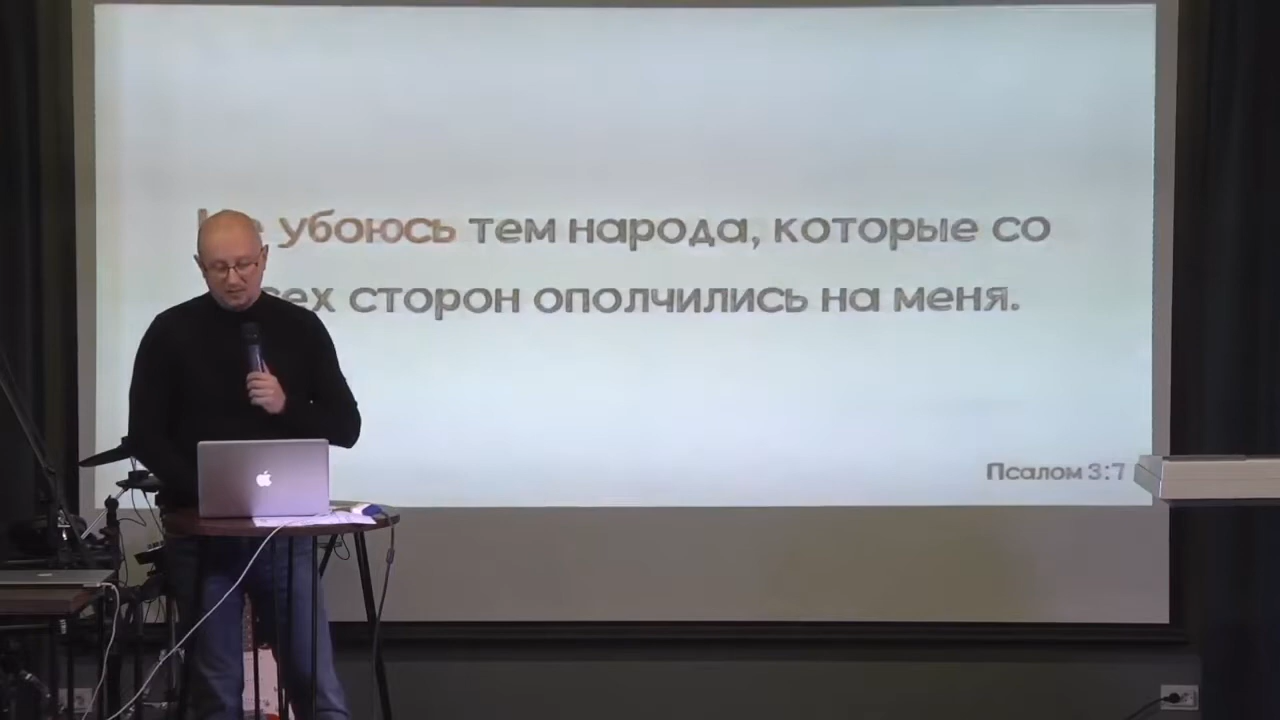 убоюсь тем народа, которые со
сторон ополчились на меня.
Псалом 3:7